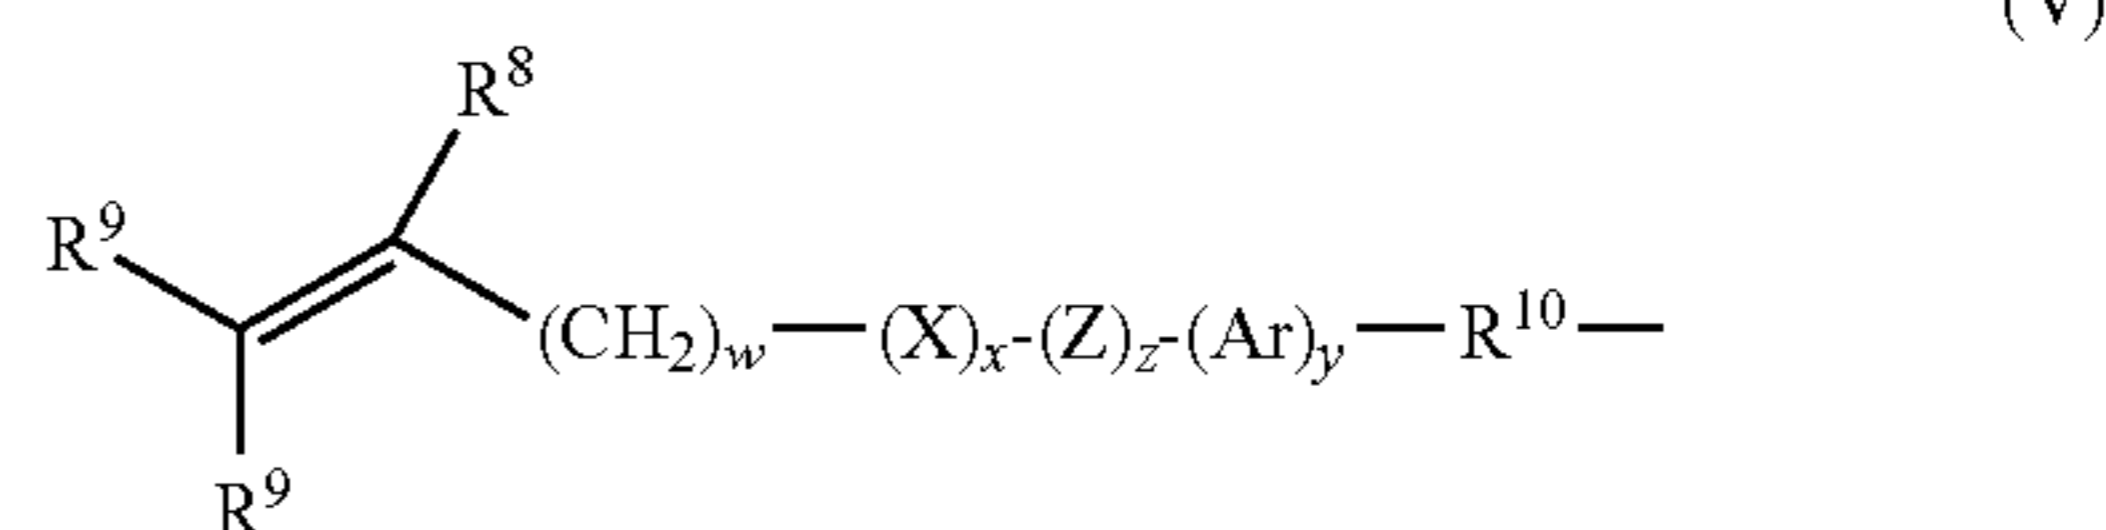 (V)
R⁸
R⁹
(CH₂)w—(X)x-(Z)z-(Ar)y—R¹⁰—
R⁹